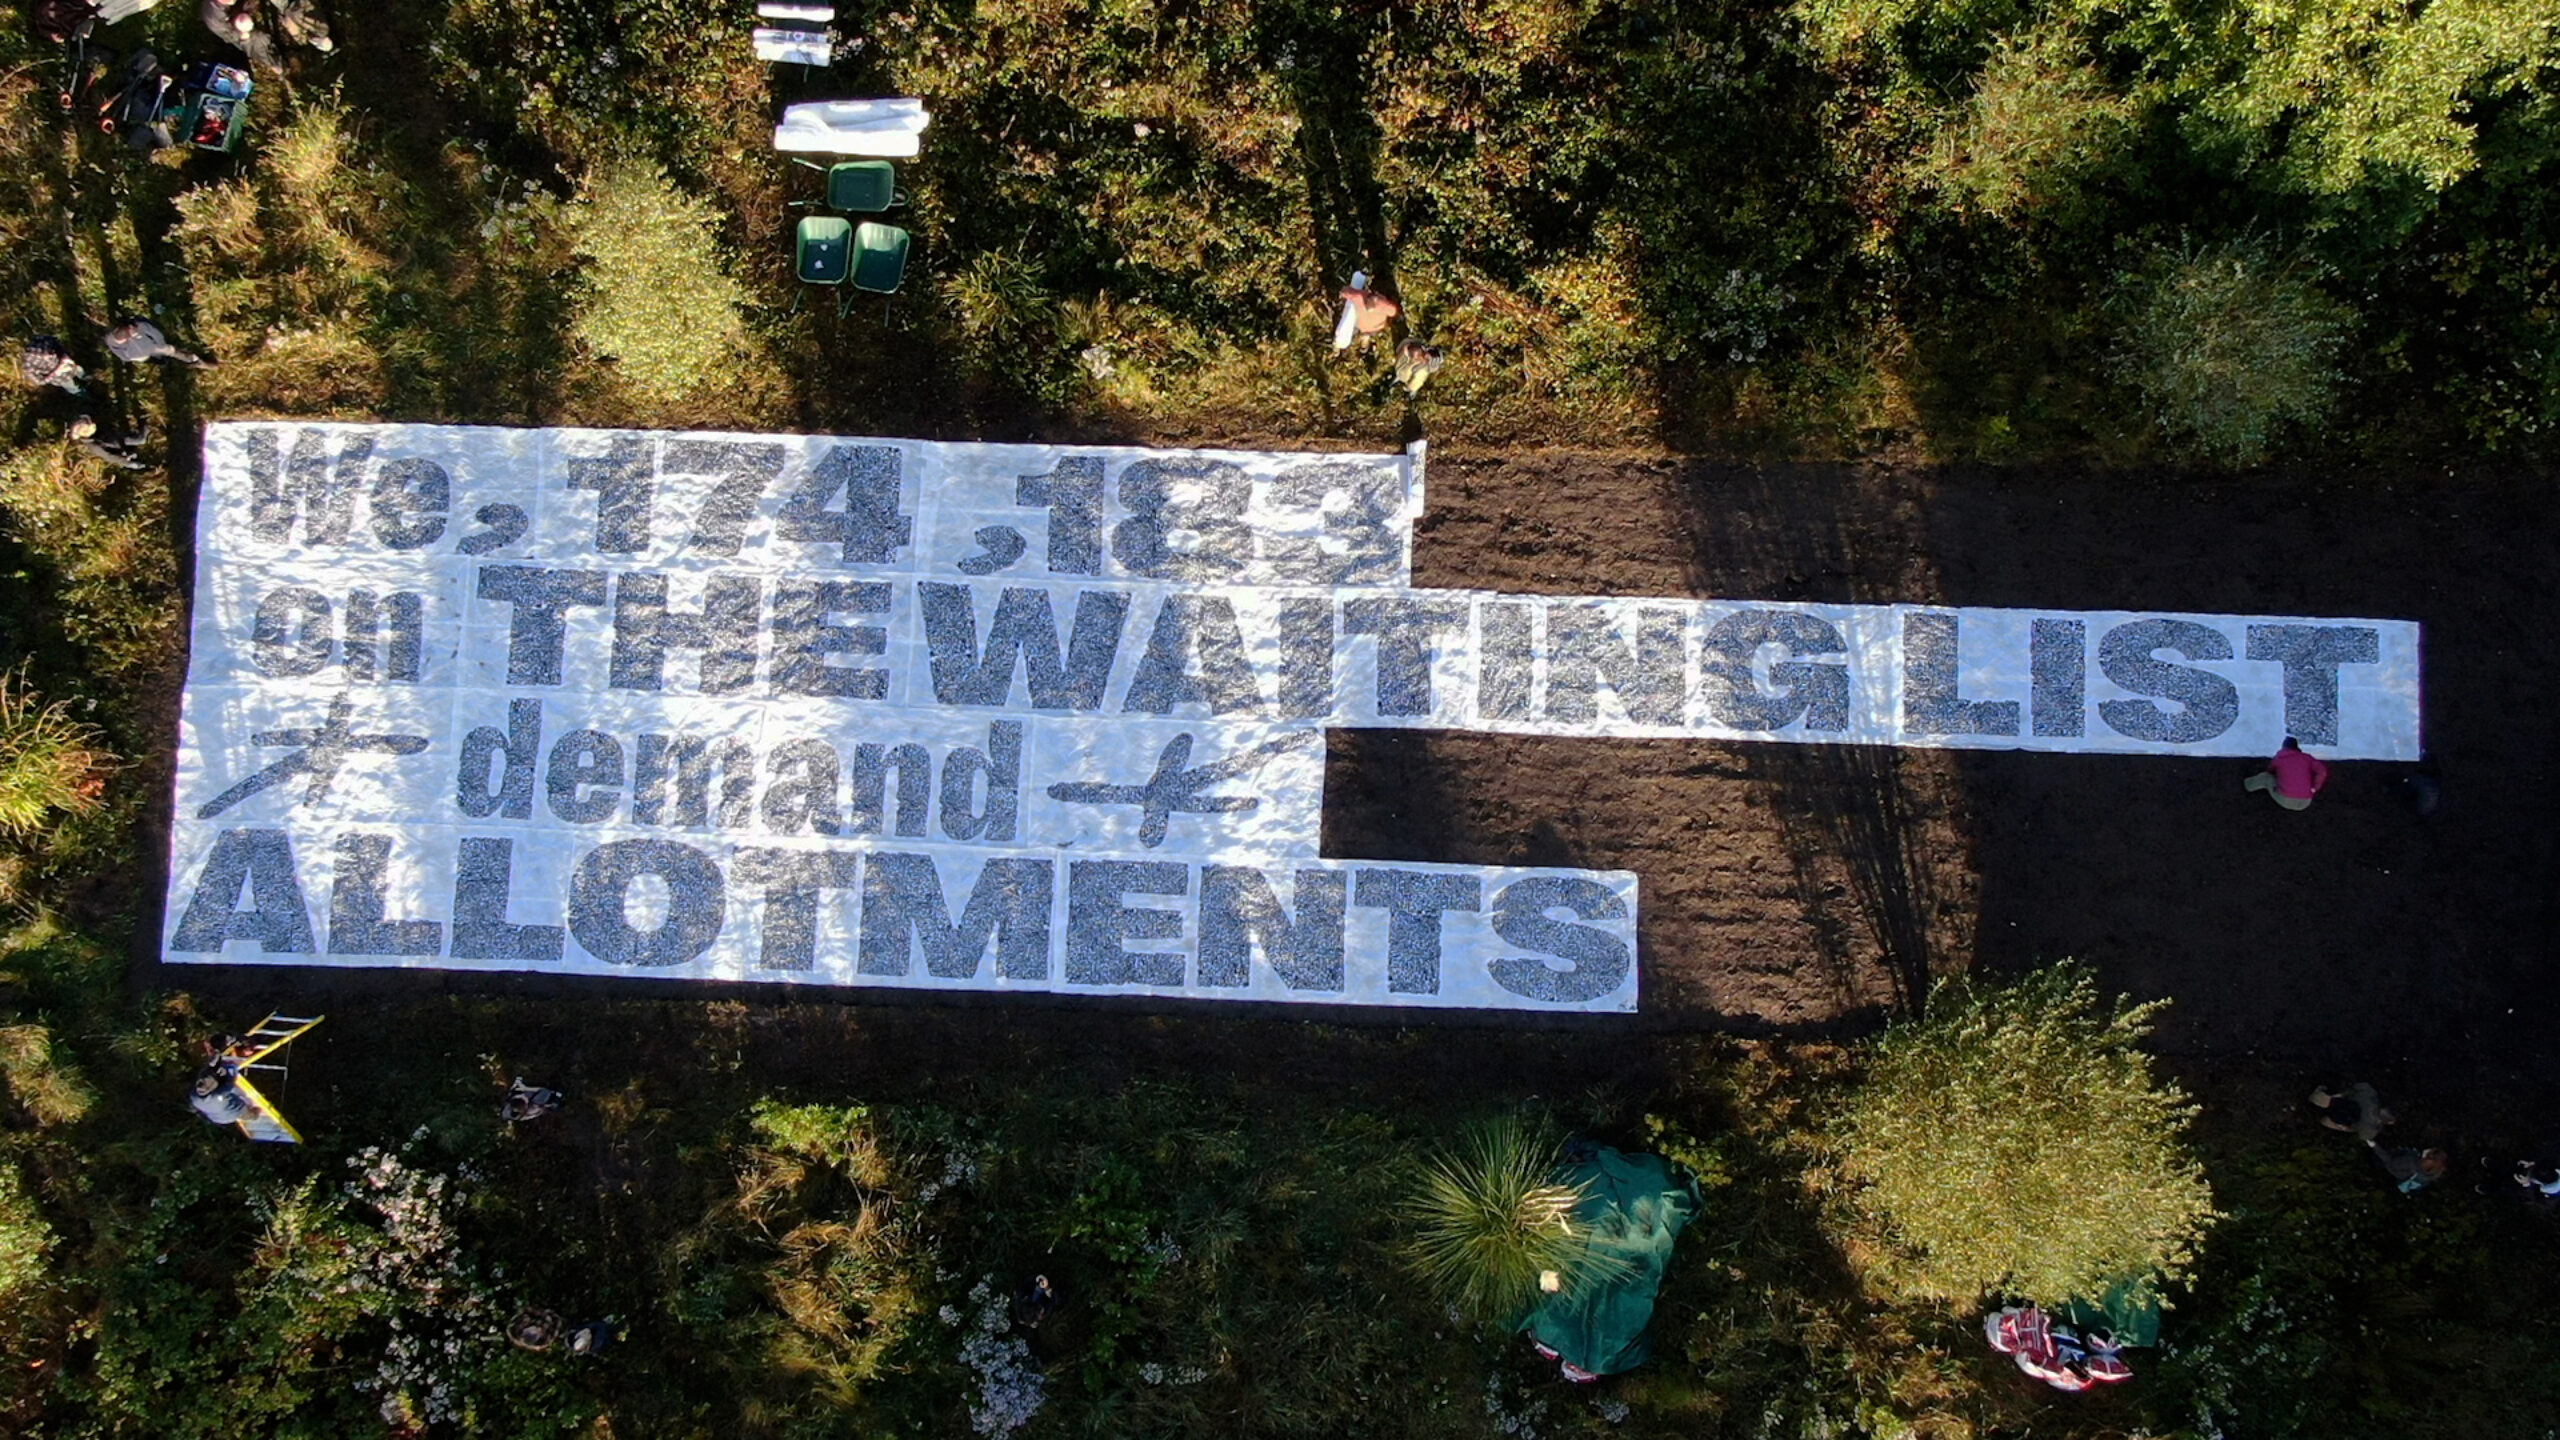 We, 174,183
on THE WAITING LIST
demand
ALLOTMENTS